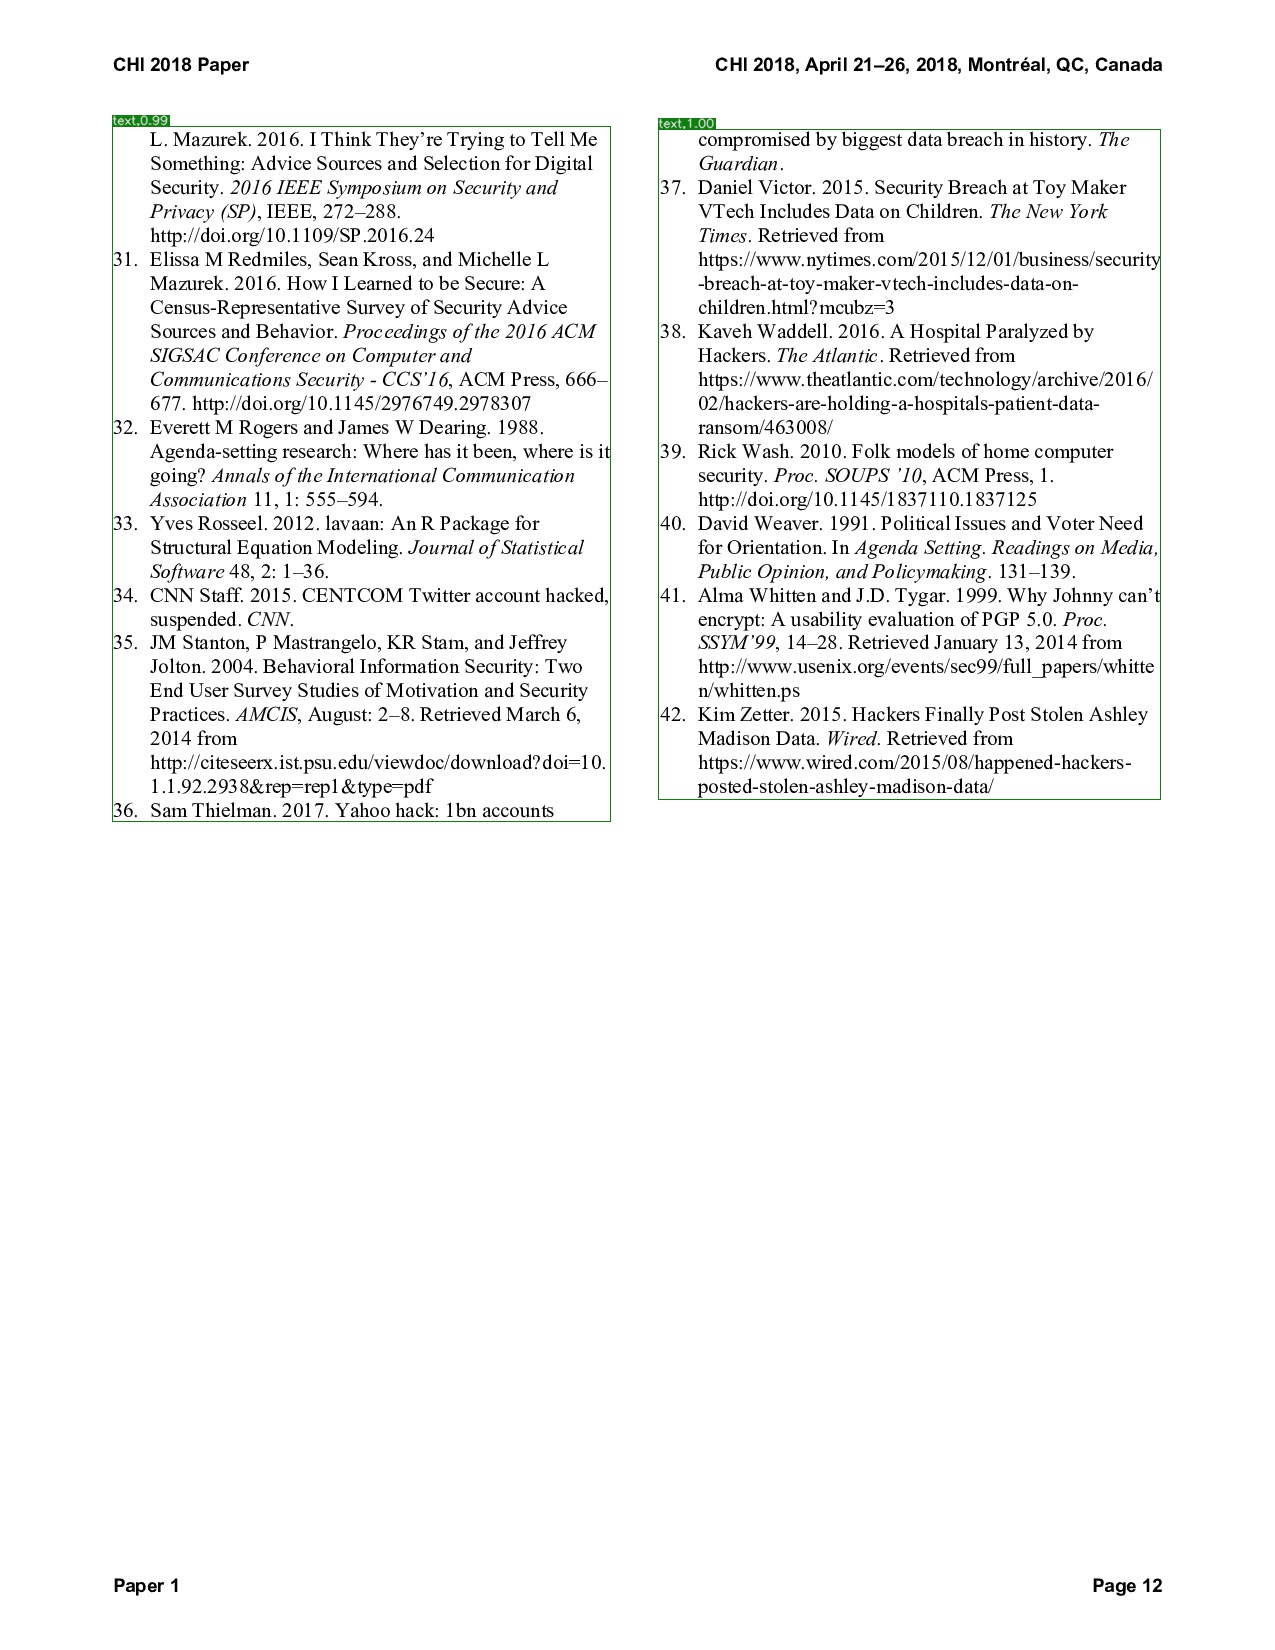 CHI 2018 Paper
CHI 2018, April 21–26, 2018, Montréal, QC, Canada
text,0.99
L. Mazurek. 2016. I Think They’re Trying to Tell Me
Something: Advice Sources and Selection for Digital
Security. 2016 IEEE Symposium on Security and
Privacy (SP), IEEE, 272–288.
http://doi.org/10.1109/SP.2016.24
31. Elissa M Redmiles, Sean Kross, and Michelle L
Mazurek. 2016. How I Learned to be Secure: A
Census-Representative Survey of Security Advice
Sources and Behavior. Proceedings of the 2016 ACM
SIGSAC Conference on Computer and
Communications Security - CCS’16, ACM Press, 666–
677. http://doi.org/10.1145/2976749.2978307
32. Everett M Rogers and James W Dearing. 1988.
Agenda-setting research: Where has it been, where is it
going? Annals of the International Communication
Association 11, 1: 555–594.
33. Yves Rosseel. 2012. lavaan: An R Package for
Structural Equation Modeling. Journal of Statistical
Software 48, 2: 1–36.
34. CNN Staff. 2015. CENTCOM Twitter account hacked,
suspended. CNN.
35. JM Stanton, P Mastrangelo, KR Stam, and Jeffrey
Jolton. 2004. Behavioral Information Security: Two
End User Survey Studies of Motivation and Security
Practices. AMCIS, August: 2–8. Retrieved March 6,
2014 from
http://citeseerx.ist.psu.edu/viewdoc/download?doi=10.
1.1.92.2938&rep=rep1&type=pdf
36. Sam Thielman. 2017. Yahoo hack: 1bn accounts
text,1.00
compromised by biggest data breach in history. The
Guardian.
37. Daniel Victor. 2015. Security Breach at Toy Maker
VTech Includes Data on Children. The New York
Times. Retrieved from
https://www.nytimes.com/2015/12/01/business/security
-breach-at-toy-maker-vtech-includes-data-on-
children.html?mcubz=3
38. Kaveh Waddell. 2016. A Hospital Paralyzed by
Hackers. The Atlantic. Retrieved from
https://www.theatlantic.com/technology/archive/2016/
02/hackers-are-holding-a-hospitals-patient-data-
ransom/463008/
39. Rick Wash. 2010. Folk models of home computer
security. Proc. SOUPS ’10, ACM Press, 1.
http://doi.org/10.1145/1837110.1837125
40. David Weaver. 1991. Political Issues and Voter Need
for Orientation. In Agenda Setting. Readings on Media,
Public Opinion, and Policymaking. 131–139.
41. Alma Whitten and J.D. Tygar. 1999. Why Johnny can’t
encrypt: A usability evaluation of PGP 5.0. Proc.
SSYM’99, 14–28. Retrieved January 13, 2014 from
http://www.usenix.org/events/sec99/full_papers/whitte
n/whitten.ps
42. Kim Zetter. 2015. Hackers Finally Post Stolen Ashley
Madison Data. Wired. Retrieved from
https://www.wired.com/2015/08/happened-hackers-
posted-stolen-ashley-madison-data/
Paper 1
Page 12